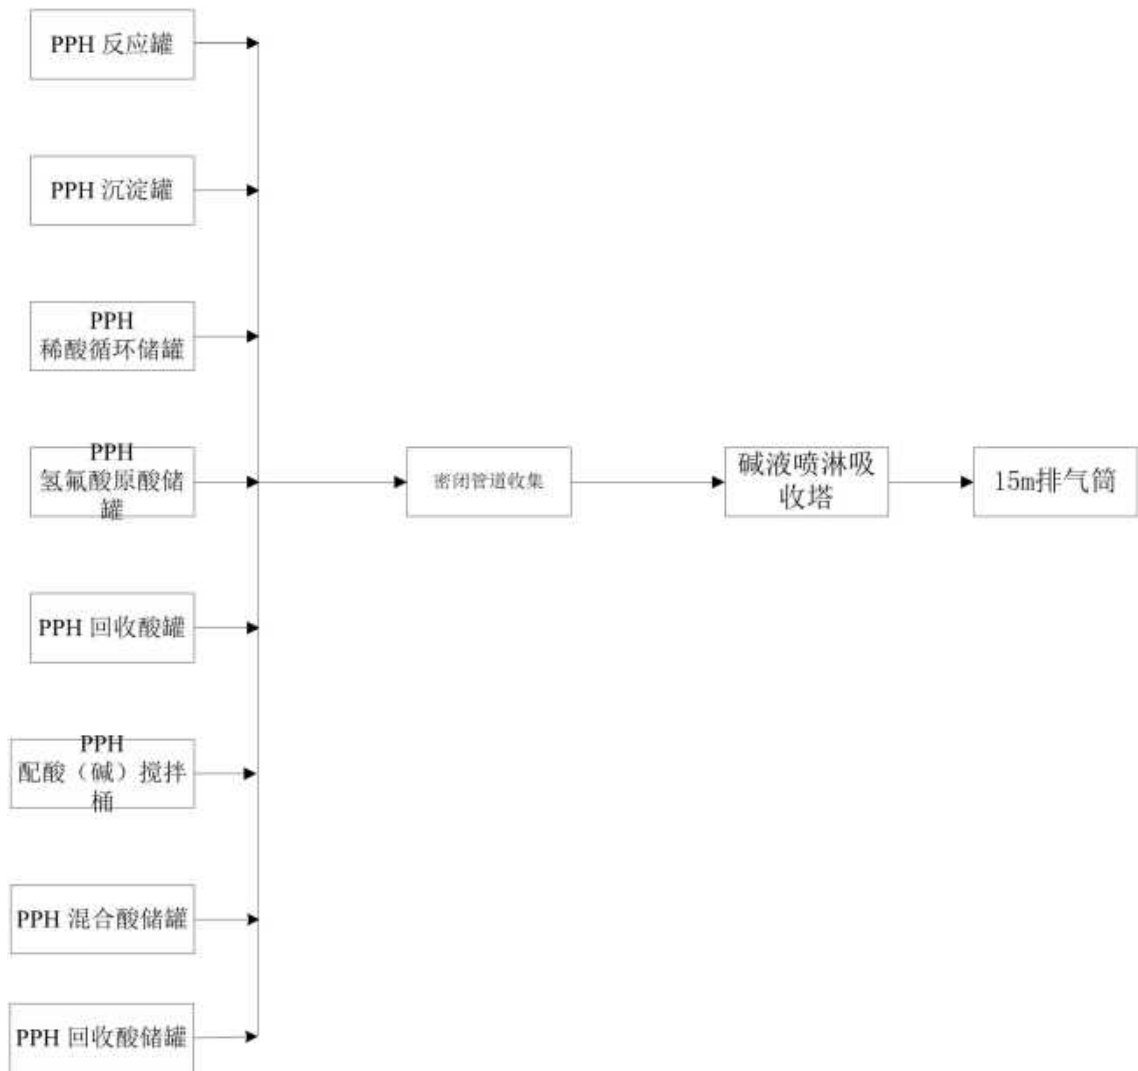 PPH 反应罐
PPH 沉淀罐
PPH
稀酸循环储罐
PPH
氢氟酸原酸储
罐
密闭管道收集
碱液喷淋吸
收塔
15m排气筒
PPH 回收酸罐
PPH
配酸（碱）搅拌
桶
PPH 混合酸储罐
PPH 回收酸储罐